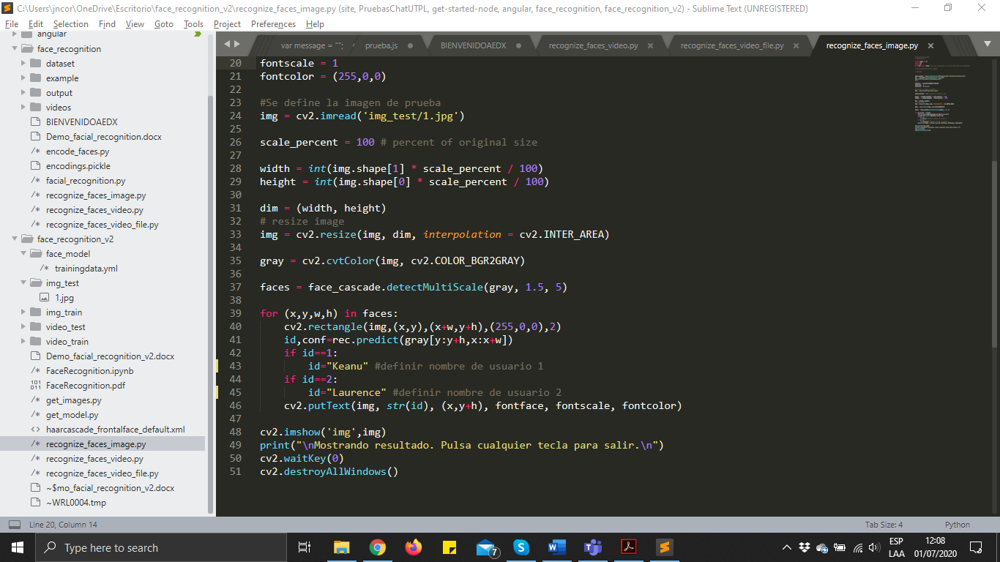 C:\Users\jncor\OneDrive\Escritorio\face_recognition_v2\recognize_faces_image.py (site, PruebasChatUTPL, get-started-node, angular, face_recognition, face_recognition_v2) - Sublime Text (UNREGISTERED)
File Edit Selection Find View Goto Tools Project Preferences Help
angular
face_recognition
dataset
example
output
videos
BIENVENIDOAEDX
Demo_facial_recognition.docx
encode_faces.py
encodings.pickle
facial_recognition.py
recognize_faces_image.py
recognize_faces_video.py
recognize_faces_video_file.py
face_recognition_v2
face_model
trainingdata.yml
img_test
1.jpg
img_train
video_test
video_train
Demo_facial_recognition_v2.docx
FaceRecognition.ipynb
FaceRecognition.pdf
get_images.py
get_model.py
haarcascade_frontalface_default.xml
recognize_faces_image.py
recognize_faces_video.py
recognize_faces_video_file.py
~$mo_facial_recognition_v2.docx
~WRL0004.tmp
var message = ""; prueba.js BIENVENIDOAEDX recognize_faces_video.py recognize_faces_video_file.py recognize_faces_image.py
20 fontscale = 1
21 fontcolor = (255,0,0)
22
23 #Se define la imagen de prueba
24 img = cv2.imread('img_test/1.jpg')
25
26 scale_percent = 100 # percent of original size
27
28 width = int(img.shape[1] * scale_percent / 100)
29 height = int(img.shape[0] * scale_percent / 100)
30
31 dim = (width, height)
32 # resize image
33 img = cv2.resize(img, dim, interpolation = cv2.INTER_AREA)
34
35 gray = cv2.cvtColor(img, cv2.COLOR_BGR2GRAY)
36
37 faces = face_cascade.detectMultiScale(gray, 1.5, 5)
38
39 for (x,y,w,h) in faces:
40 cv2.rectangle(img,(x,y),(x+w,y+h),(255,0,0),2)
41 id,conf=rec.predict(gray[y:y+h,x:x+w])
42 if id==1:
43 id="Keanu" #definir nombre de usuario 1
44 if id==2:
45 id="Laurence" #definir nombre de usuario 2
46 cv2.putText(img, str(id), (x,y+h), fontface, fontscale, fontcolor)
47
48 cv2.imshow('img',img)
49 print("\nMostrando resultado. Pulsa cualquier tecla para salir.\n")
50 cv2.waitKey(0)
51 cv2.destroyAllWindows()
Line 20, Column 14 Tab Size: 4 Python
Type here to search
7
ESP
LAA
12:08
01/07/2020